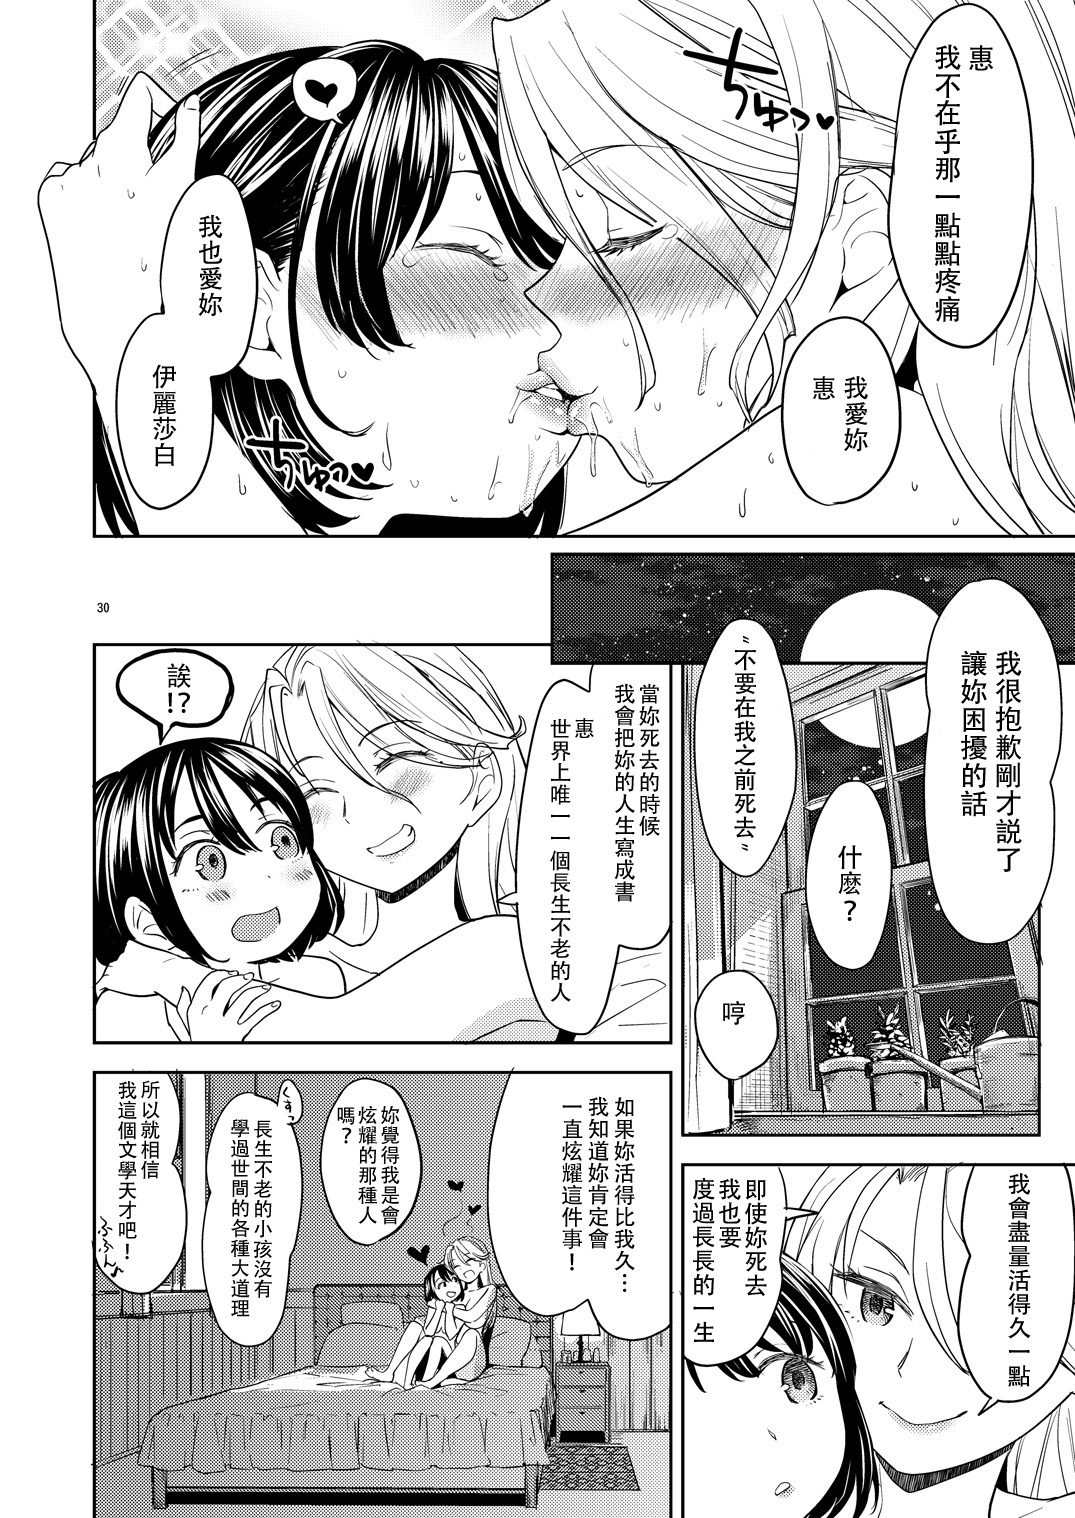 惠
我不在乎那一點點疼痛
ちゅっ♥
我愛妳
惠
我也愛妳
伊麗莎白
ちゅっ♥
30
我很抱歉剛才説了
讓妳困擾的話
什麽?
"不要在我之前死去"
哼
當妳死去的時候
我會把妳的人生寫成書
惠
世界上唯一一個長生不老的人
誒!?
我會盡量活得久一點
即使妳死去
我也要
度過長長的一生
如果妳活得比我久…
我知道妳肯定會
一直炫耀這件事!
妳覺得我是會
炫耀的那種人
嗎?
くすっ
長生不老的小孩沒有
學過世間的各種大道理
所以就相信
我這個文學天才吧!
ふふん♪